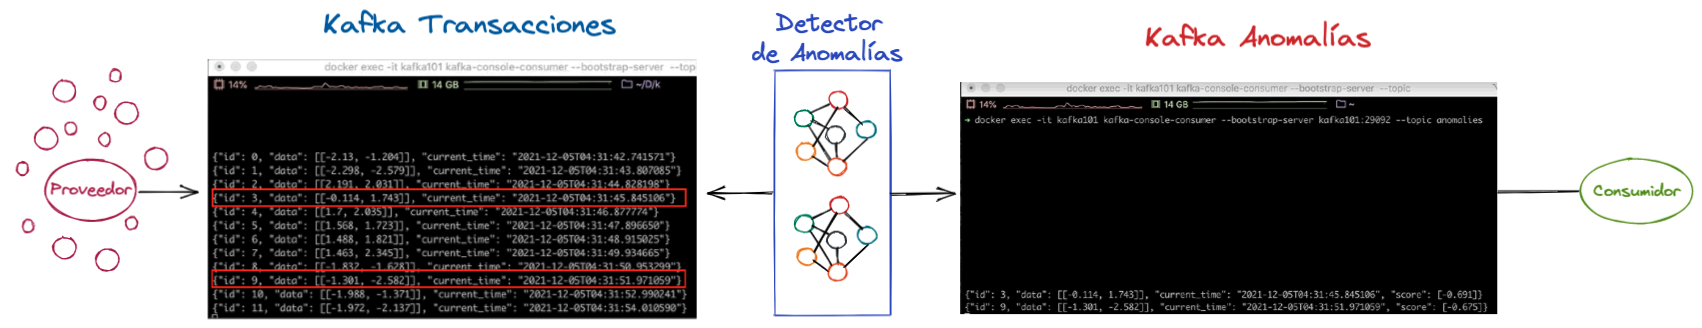 Kafka Transacciones
Detector
de Anomalías
Kafka Anomalías
Proveedor
docker exec -it kafka101 kafka-console-consumer --bootstrap-server --top
14% 14 GB ~/D/k
{"id": 0, "data": [[-2.13, -1.204]], "current_time": "2021-12-05T04:31:42.741571"}
{"id": 1, "data": [[-2.298, -2.579]], "current_time": "2021-12-05T04:31:43.807085"}
{"id": 2, "data": [[2.191, 2.031]], "current_time": "2021-12-05T04:31:44.828198"}
{"id": 3, "data": [[-0.114, 1.743]], "current_time": "2021-12-05T04:31:45.845106"}
{"id": 4, "data": [[1.7, 2.035]], "current_time": "2021-12-05T04:31:46.877774"}
{"id": 5, "data": [[1.568, 1.723]], "current_time": "2021-12-05T04:31:47.896650"}
{"id": 6, "data": [[1.488, 1.821]], "current_time": "2021-12-05T04:31:48.915025"}
{"id": 7, "data": [[1.463, 2.345]], "current_time": "2021-12-05T04:31:49.934665"}
{"id": 8, "data": [[-1.832, -1.628]], "current_time": "2021-12-05T04:31:50.953299"}
{"id": 9, "data": [[-1.301, -2.582]], "current_time": "2021-12-05T04:31:51.971059"}
{"id": 10, "data": [[-1.988, -1.371]], "current_time": "2021-12-05T04:31:52.990241"}
{"id": 11, "data": [[-1.972, -2.137]], "current_time": "2021-12-05T04:31:54.010590"}
docker exec -it kafka101 kafka-console-consumer --bootstrap-server --topic
14% 14 GB ~
➜ docker exec -it kafka101 kafka-console-consumer --bootstrap-server kafka101:29092 --topic anomalies
{"id": 3, "data": [[-0.114, 1.743]], "current_time": "2021-12-05T04:31:45.845106", "score": [-0.691]}
{"id": 9, "data": [[-1.301, -2.582]], "current_time": "2021-12-05T04:31:51.971059", "score": [-0.675]}
Consumidor